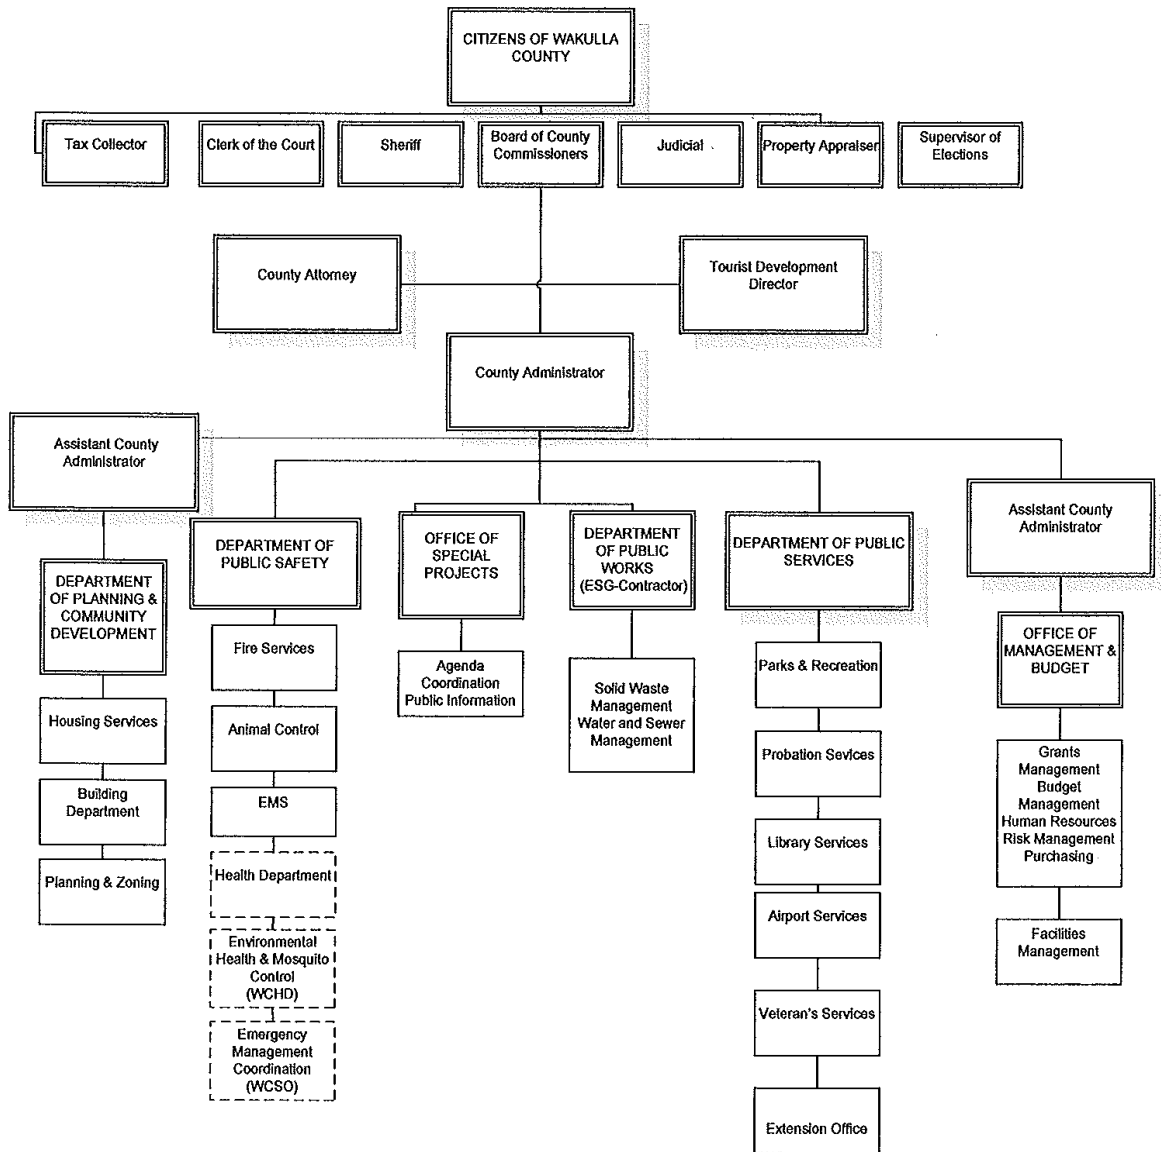 CITIZENS OF WAKULLA
COUNTY
Tax Collector
Clerk of the Court
Sheriff
Board of County
Commissioners
Judicial
Property Appraiser
Supervisor of
Elections
County Attorney
Tourist Development
Director
County Administrator
Assistant County
Administrator
DEPARTMENT
OF PLANNING &
COMMUNITY
DEVELOPMENT
Housing Services
Building
Department
Planning & Zoning
DEPARTMENT OF
PUBLIC SAFETY
Fire Services
Animal Control
EMS
Health Department
Environmental
Health & Mosquito
Control
(WCHD)
Emergency
Management
Coordination
(WCSO)
OFFICE OF
SPECIAL
PROJECTS
Agenda
Coordination
Public Information
DEPARTMENT
OF PUBLIC
WORKS
(ESG-Contractor)
Solid Waste
Management
Water and Sewer
Management
DEPARTMENT OF PUBLIC
SERVICES
Parks & Recreation
Probation Sevices
Library Services
Airport Services
Veteran's Services
Extension Office
Assistant County
Administrator
OFFICE OF
MANAGEMENT &
BUDGET
Grants
Management
Budget
Management
Human Resources
Risk Management
Purchasing
Facilities
Management